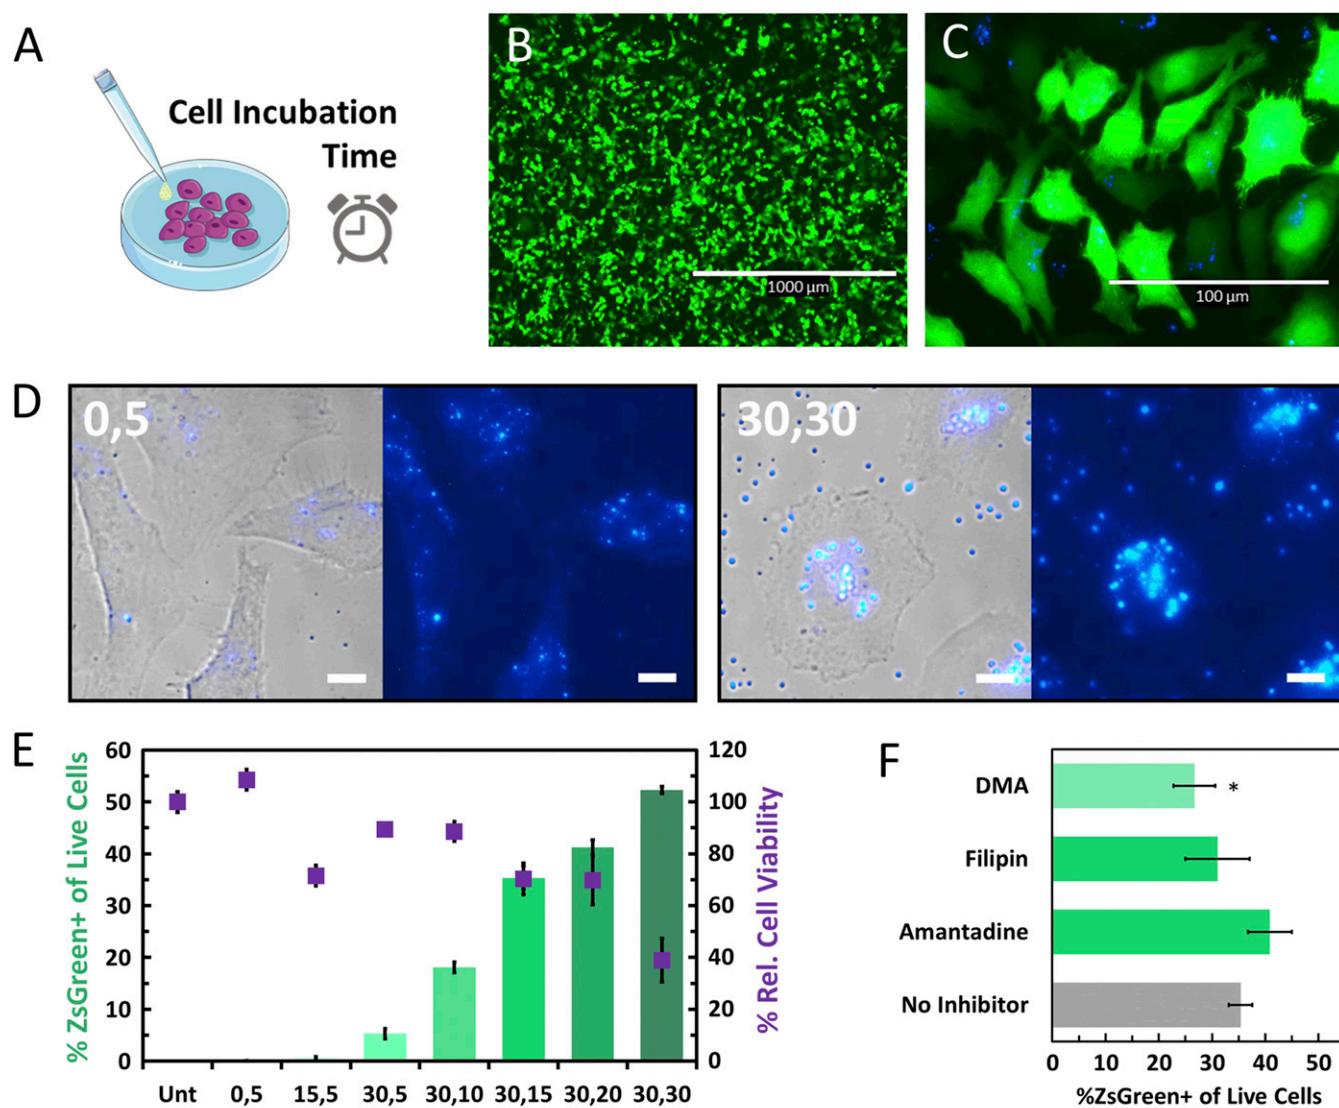 A
Cell Incubation
Time
B
1000 µm
C
100 µm
D
0,5
30,30
E
% ZsGreen+ of Live Cells
60
50
40
30
20
10
0
120
100
80
60
40
20
0
% Rel. Cell Viability
Unt 0,5 15,5 30,5 30,10 30,15 30,20 30,30
F
DMA
*
Filipin
Amantadine
No Inhibitor
0 10 20 30 40 50
%ZsGreen+ of Live Cells